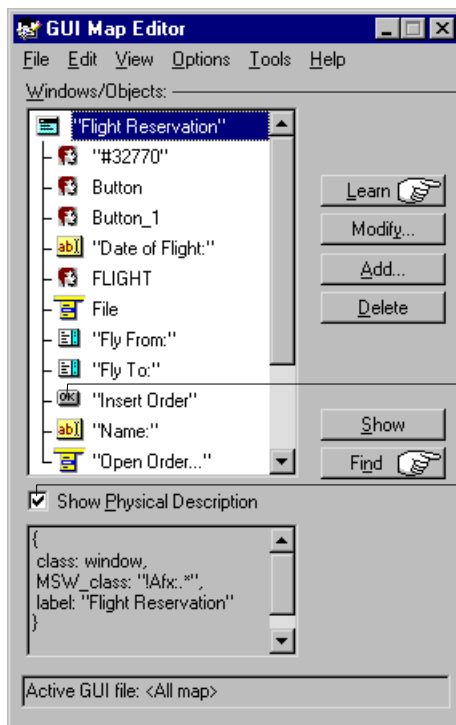 GUI Map Editor
File Edit View Options Tools Help
Windows/Objects:
"Flight Reservation"
"#32770"
Button
Button_1
"Date of Flight:"
FLIGHT
File
"Fly From:"
"Fly To:"
"Insert Order"
"Name:"
"Open Order..."
Learn
Modify...
Add...
Delete
Show
Find
Show Physical Description
{
class: window,
MSW_class: "!Afx:.*",
label: "Flight Reservation"
}
Active GUI file: <All map>